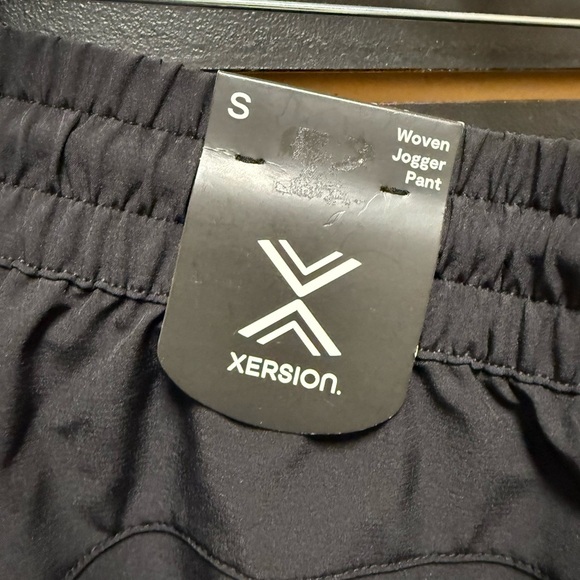 S
Woven
Jogger
Pant
XERSION.